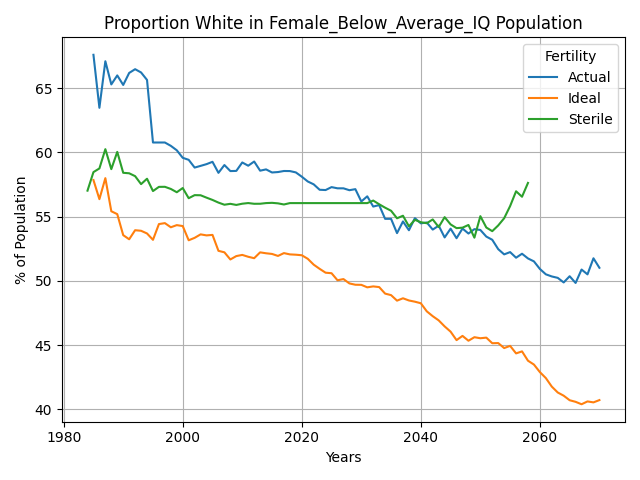 Proportion White in Female_Below_Average_IQ Population
Fertility
Actual
Ideal
Sterile
% of Population
65
60
55
50
45
40
1980
2000
2020
2040
2060
Years